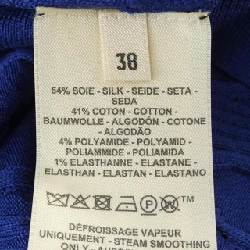 38
54% SOIE - SILK - SEIDE - SETA -
SEDA
41% COTON - COTTON -
BAUMWOLLE - ALGODÓN - COTONE
- ALGODÃO
4% POLYAMIDE - POLYAMID -
POLIAMMIDE - POLIAMIDA
1% ELASTHANNE - ELASTANE -
ELASTHAN - ELASTAN - ELASTANO
DÉFROISSAGE VAPEUR
UNIQUEMENT - STEAM SMOOTHING
ONLY